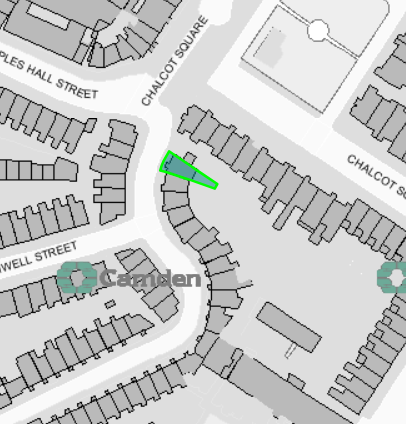 CHALCOT SQUARE
PLES HALL STREET
CHALCOT S
WELL STREET
Camden